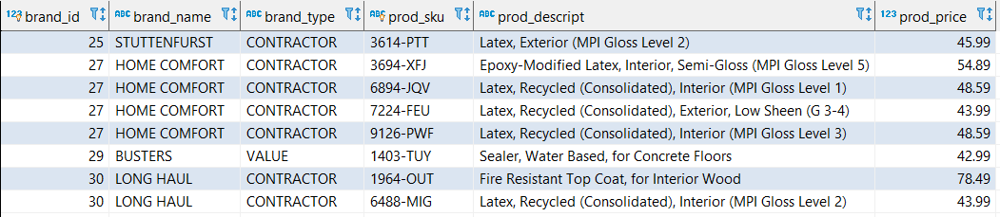 123 brand_id ABC brand_name ABC brand_type ABC prod_sku ABC prod_descript 123 prod_price
25 STUTTENFURST CONTRACTOR 3614-PTT Latex, Exterior (MPI Gloss Level 2) 45.99
27 HOME COMFORT CONTRACTOR 3694-XFJ Epoxy-Modified Latex, Interior, Semi-Gloss (MPI Gloss Level 5) 54.89
27 HOME COMFORT CONTRACTOR 6894-JQV Latex, Recycled (Consolidated), Interior (MPI Gloss Level 1) 48.59
27 HOME COMFORT CONTRACTOR 7224-FEU Latex, Recycled (Consolidated), Exterior, Low Sheen (G 3-4) 43.99
27 HOME COMFORT CONTRACTOR 9126-PWF Latex, Recycled (Consolidated), Interior (MPI Gloss Level 3) 48.59
29 BUSTERS VALUE 1403-TUY Sealer, Water Based, for Concrete Floors 42.99
30 LONG HAUL CONTRACTOR 1964-OUT Fire Resistant Top Coat, for Interior Wood 78.49
30 LONG HAUL CONTRACTOR 6488-MIG Latex, Recycled (Consolidated), Interior (MPI Gloss Level 2) 43.99